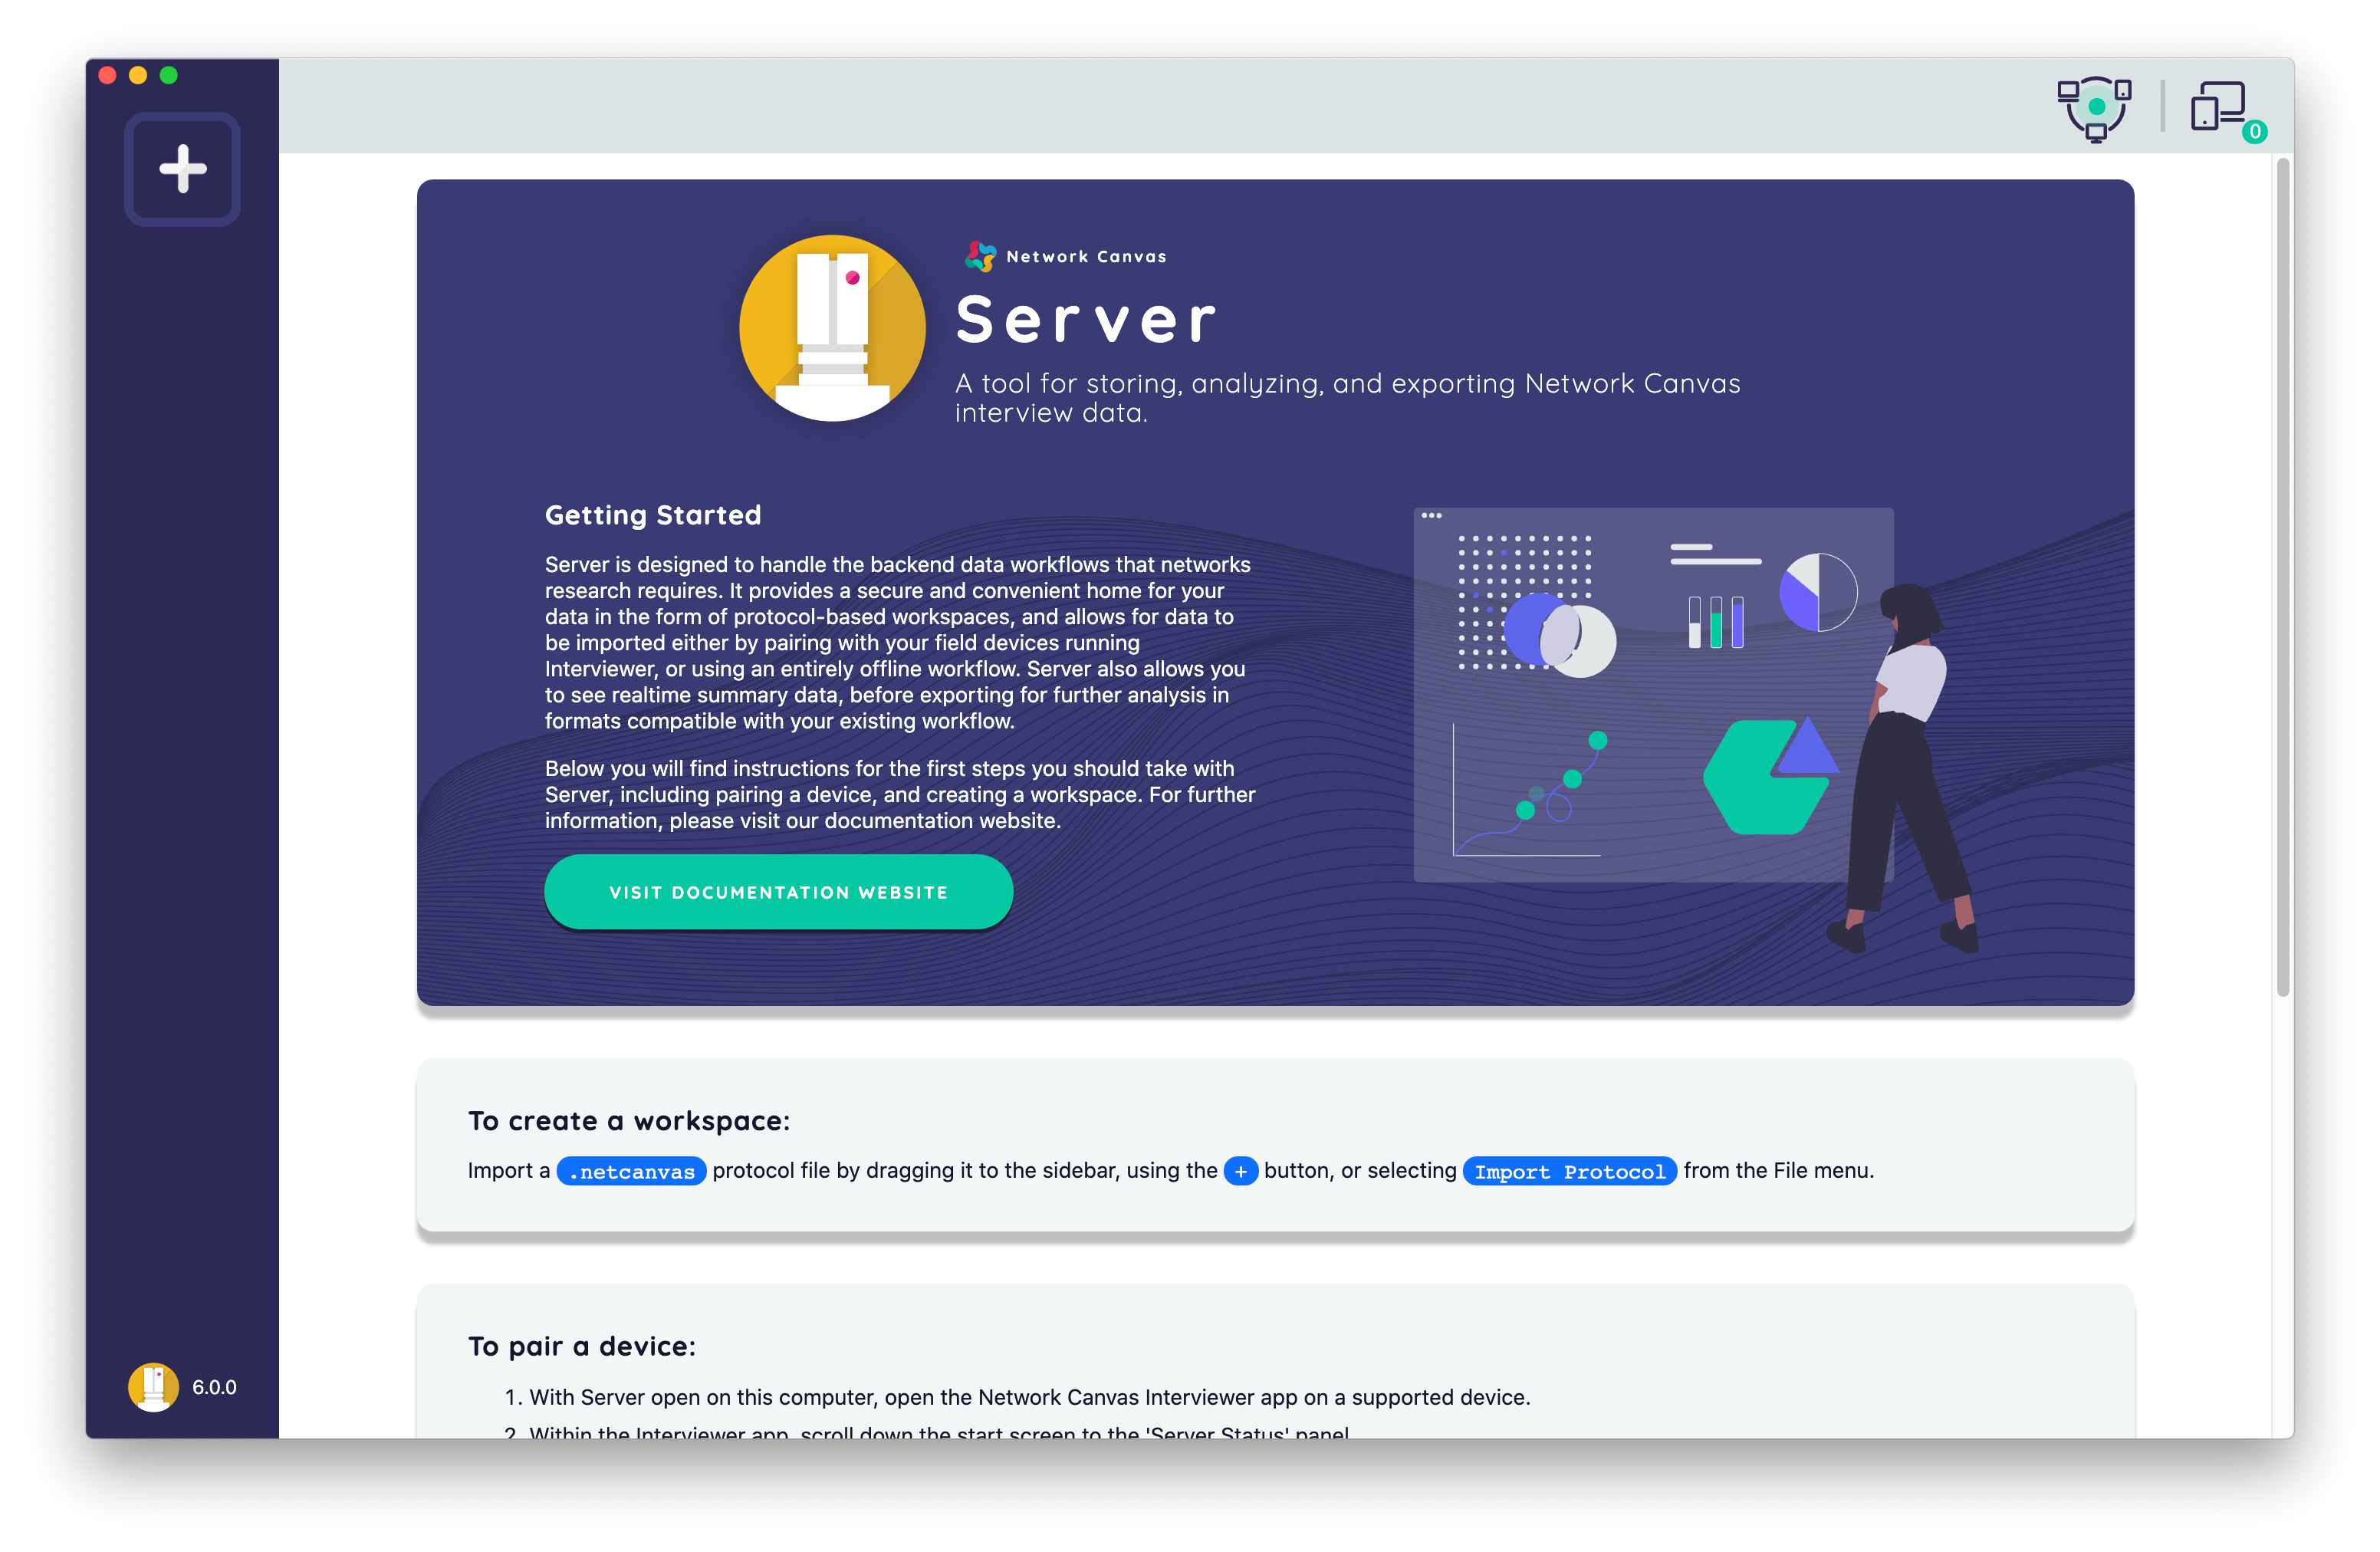 0
Network Canvas
Server
A tool for storing, analyzing, and exporting Network Canvas
interview data.
Getting Started
Server is designed to handle the backend data workflows that networks
research requires. It provides a secure and convenient home for your
data in the form of protocol-based workspaces, and allows for data to
be imported either by pairing with your field devices running
Interviewer, or using an entirely offline workflow. Server also allows you
to see realtime summary data, before exporting for further analysis in
formats compatible with your existing workflow.
Below you will find instructions for the first steps you should take with
Server, including pairing a device, and creating a workspace. For further
information, please visit our documentation website.
VISIT DOCUMENTATION WEBSITE
To create a workspace:
Import a .netcanvas protocol file by dragging it to the sidebar, using the + button, or selecting Import Protocol from the File menu.
To pair a device:
1. With Server open on this computer, open the Network Canvas Interviewer app on a supported device.
2. Within the Interviewer app, scroll down the start screen to the 'Server Status' panel
6.0.0